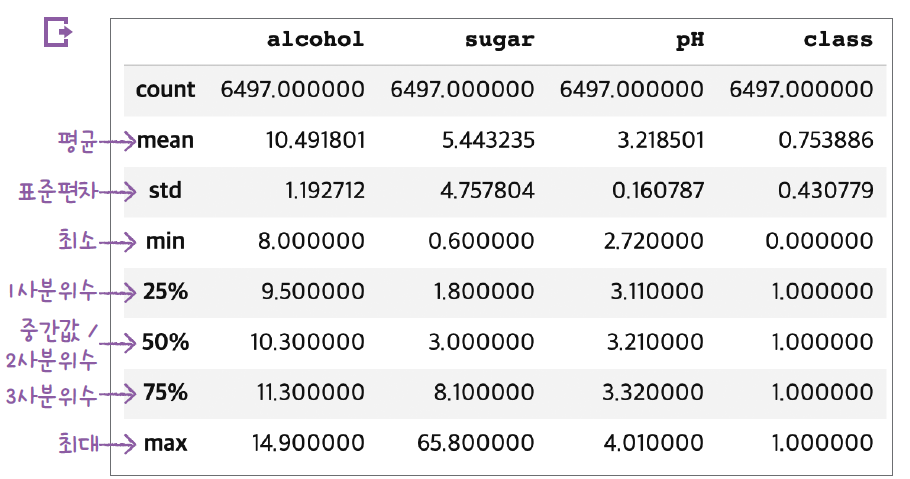 alcohol sugar pH class
count 6497.000000 6497.000000 6497.000000 6497.000000
평균 mean 10.491801 5.443235 3.218501 0.753886
표준편차 std 1.192712 4.757804 0.160787 0.430779
최소 min 8.000000 0.600000 2.720000 0.000000
1사분위수 25% 9.500000 1.800000 3.110000 1.000000
중간값 /
2사분위수 50% 10.300000 3.000000 3.210000 1.000000
3사분위수 75% 11.300000 8.100000 3.320000 1.000000
최대 max 14.900000 65.800000 4.010000 1.000000